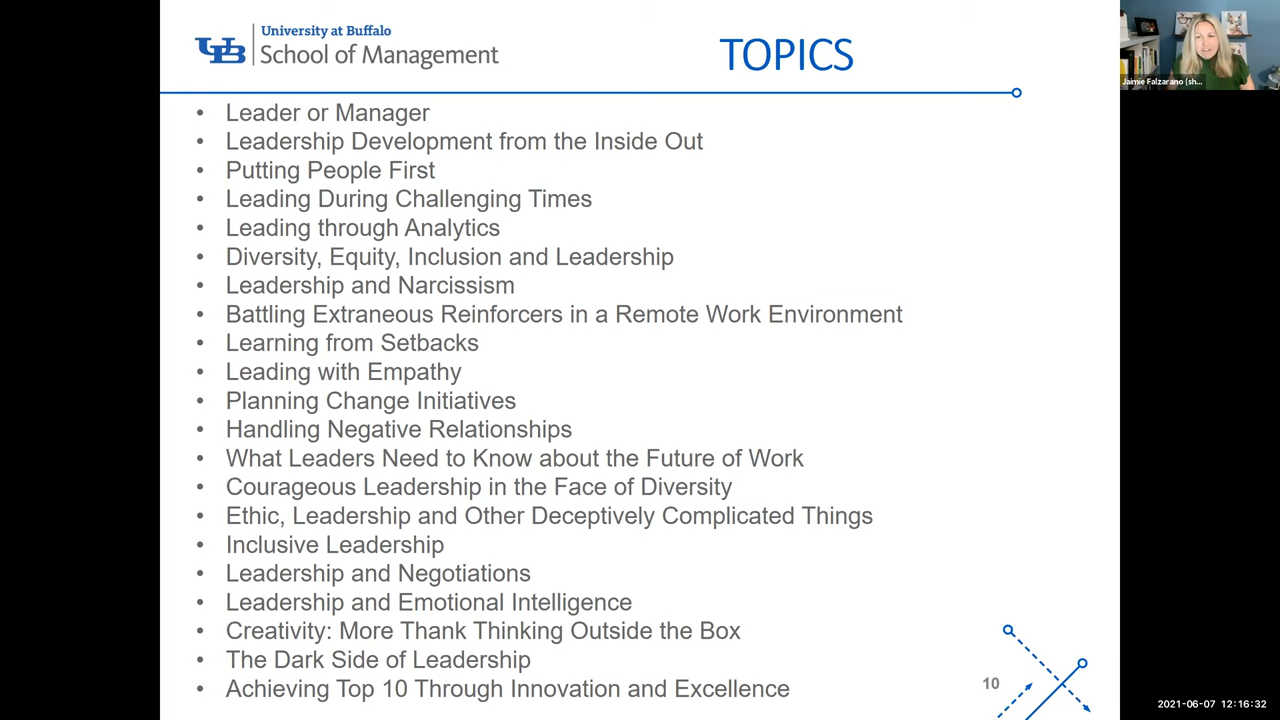 University at Buffalo
School of Management
TOPICS
Jaimie Falzarano (sh...
• Leader or Manager
• Leadership Development from the Inside Out
• Putting People First
• Leading During Challenging Times
• Leading through Analytics
• Diversity, Equity, Inclusion and Leadership
• Leadership and Narcissism
• Battling Extraneous Reinforcers in a Remote Work Environment
• Learning from Setbacks
• Leading with Empathy
• Planning Change Initiatives
• Handling Negative Relationships
• What Leaders Need to Know about the Future of Work
• Courageous Leadership in the Face of Diversity
• Ethic, Leadership and Other Deceptively Complicated Things
• Inclusive Leadership
• Leadership and Negotiations
• Leadership and Emotional Intelligence
• Creativity: More Thank Thinking Outside the Box
• The Dark Side of Leadership
• Achieving Top 10 Through Innovation and Excellence
10
2021-06-07 12:16:32